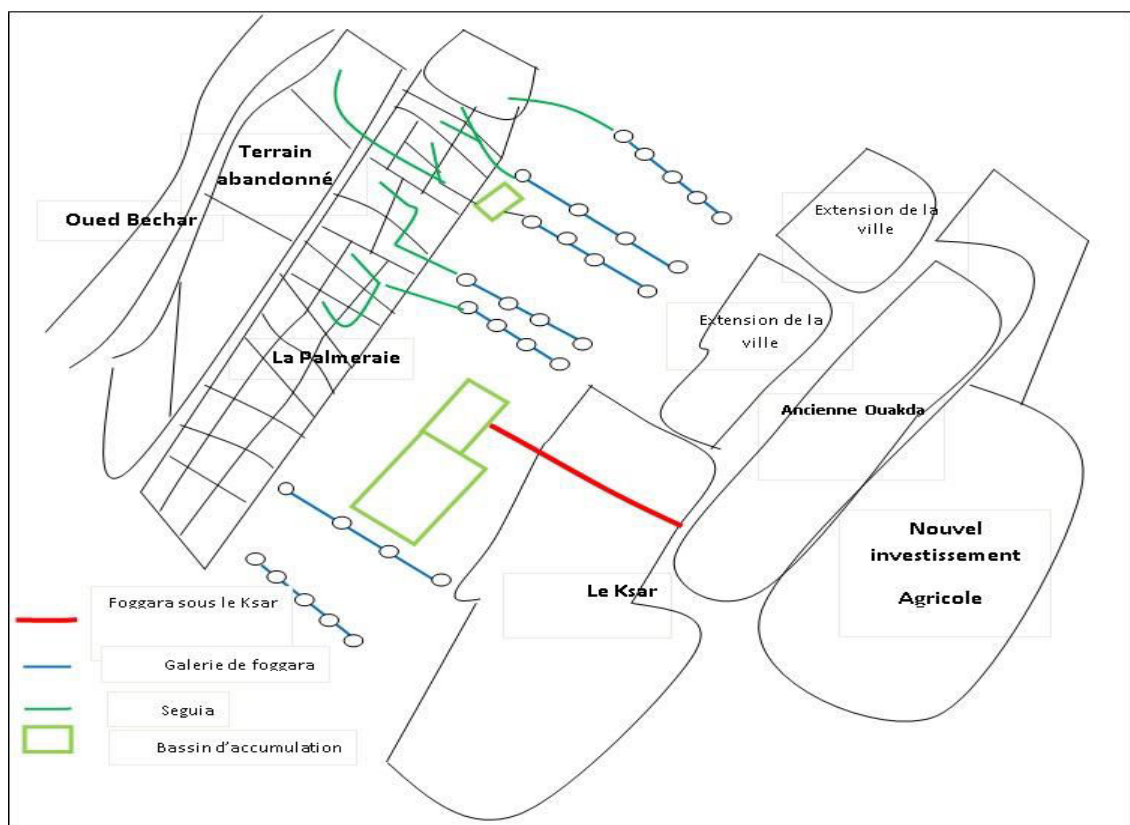 Terrain
abandonné
Oued Bechar
Extension de la
ville
Extension de la
ville
La Palmeraie
Ancienne Ouakda
Nouvel
investissement
Agricole
Le Ksar
Foggara sous le Ksar
Galerie de foggara
Seguia
Bassin d'accumulation